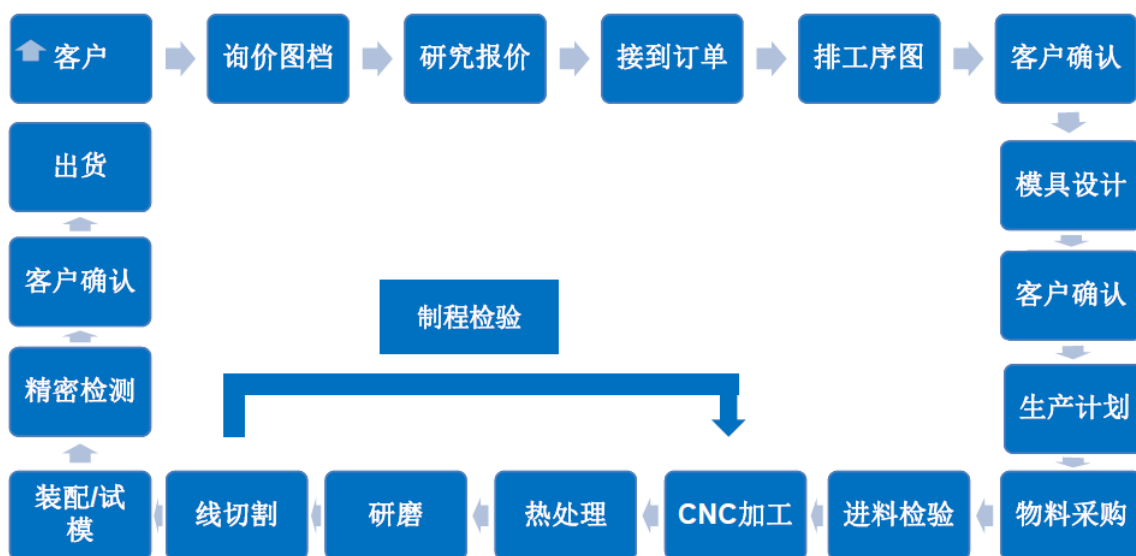 客户
询价图档
研究报价
接到订单
排工序图
客户确认
出货
模具设计
客户确认
客户确认
制程检验
精密检测
生产计划
装配/试
模
线切割
研磨
热处理
CNC加工
进料检验
物料采购